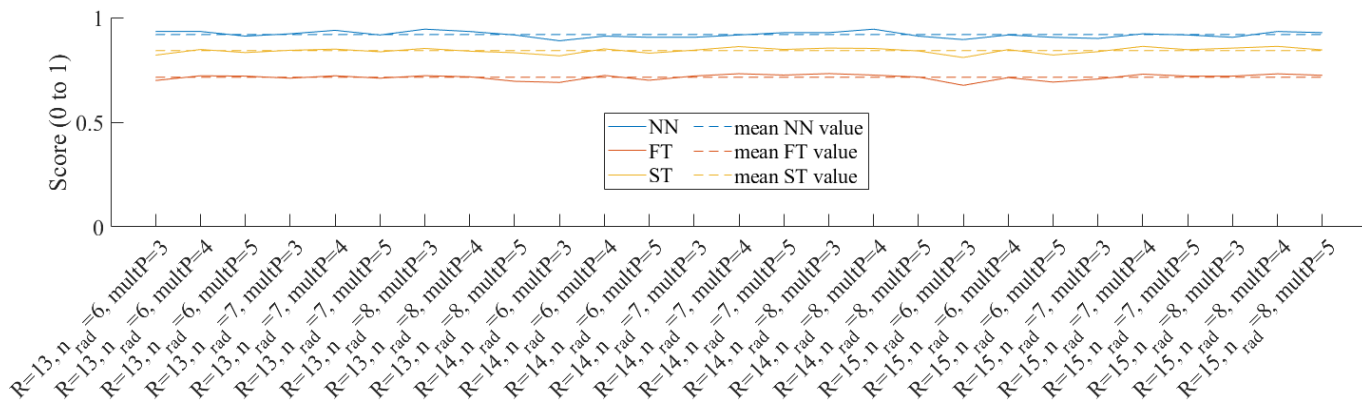 1
0.5
0
Score (0 to 1)
NN
FT
ST
mean NN value
mean FT value
mean ST value
R=13, n rad =6, multP=3
R=13, n rad =6, multP=4
R=13, n rad =6, multP=5
R=13, n rad =7, multP=3
R=13, n rad =7, multP=4
R=13, n rad =7, multP=5
R=13, n rad =8, multP=3
R=13, n rad =8, multP=4
R=13, n rad =8, multP=5
R=14, n rad =6, multP=3
R=14, n rad =6, multP=4
R=14, n rad =6, multP=5
R=14, n rad =7, multP=3
R=14, n rad =7, multP=4
R=14, n rad =7, multP=5
R=14, n rad =8, multP=3
R=14, n rad =8, multP=4
R=14, n rad =8, multP=5
R=15, n rad =6, multP=3
R=15, n rad =6, multP=4
R=15, n rad =6, multP=5
R=15, n rad =7, multP=3
R=15, n rad =7, multP=4
R=15, n rad =7, multP=5
R=15, n rad =8, multP=3
R=15, n rad =8, multP=4
R=15, n rad =8, multP=5